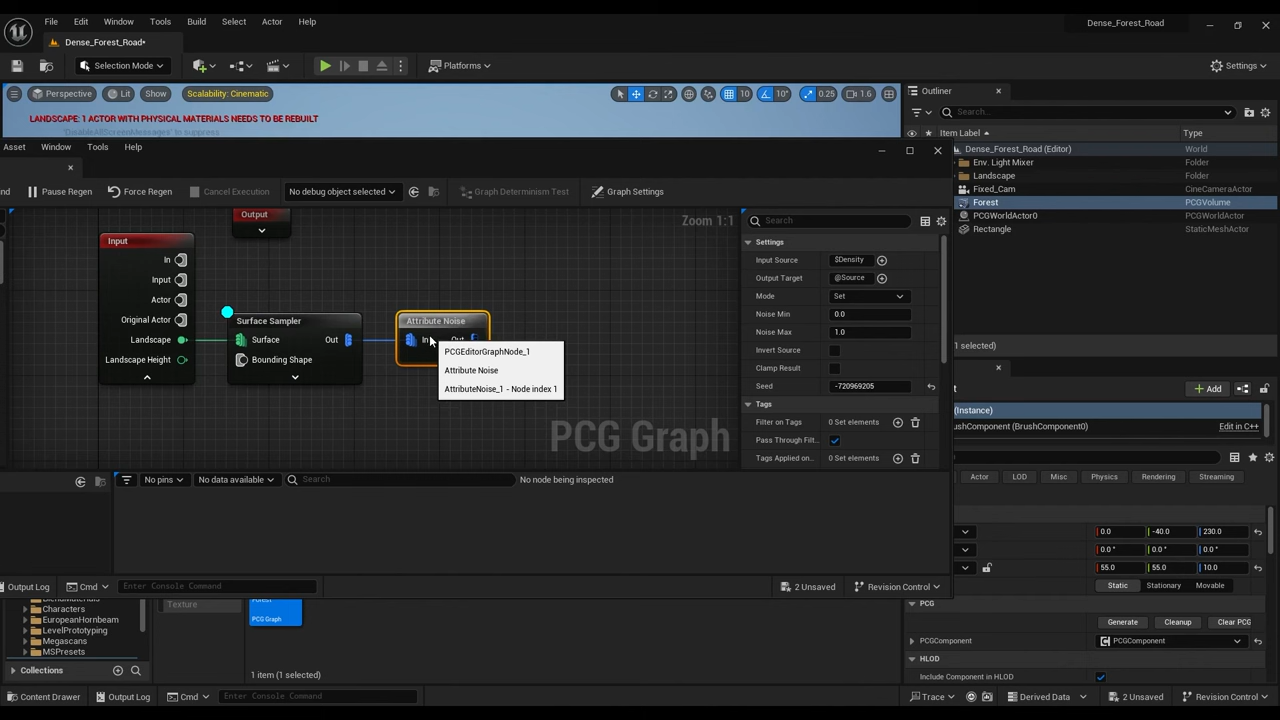 File Edit Window Tools Build Select Actor Help
Dense_Forest_Road
Dense_Forest_Road•
Selection Mode
Platforms
Settings
Perspective Lit Show Scalability: Cinematic
10 10° 0.25 1.6
LANDSCAPE: 1 ACTOR WITH PHYSICAL MATERIALS NEEDS TO BE REBUILT
'DisableAllScreenMessages' to suppress
Outliner
Search...
Item Label Type
Dense_Forest_Road (Editor) World
Env. Light Mixer Folder
Landscape Folder
Fixed_Cam CineCameraActor
Forest PCGVolume
PCGWorldActor0 PCGWorldActor
Rectangle StaticMeshActor
Asset Window Tools Help
Pause Regen Force Regen Cancel Execution No debug object selected Graph Determinism Test Graph Settings
Zoom 1:1
Output
Input
In
Input
Actor
Original Actor
Landscape
Landscape Height
Surface Sampler
Surface Out
Bounding Shape
Attribute Noise
In Out
PCGEditorGraphNode_1
Attribute Noise
AttributeNoise_1 - Node index 1
PCG Graph
Search
Settings
Input Source $Density
Output Target @Source
Mode Set
Noise Min 0.0
Noise Max 1.0
Invert Source
Clamp Result
Seed -720969205
Tags
Filter on Tags 0 Set elements
Pass Through Filt...
Tags Applied on... 0 Set elements
No pins No data available Search No node being inspected
Output Log Cmd Enter Console Command 2 Unsaved Revision Control
selected)
Add
(Instance)
rushComponent (BrushComponent0) Edit in C++
Actor LOD Misc Physics Rendering Streaming
0.0 -40.0 230.0
0.0 ° 0.0 ° 0.0 °
55.0 55.0 10.0
Static Stationary Movable
PCG
Generate Cleanup Clear PCG
PCGComponent PCGComponent
HLOD
Include Component in HLOD
Characters
EuropeanHornbeam
LevelPrototyping
Megascans
MSPresets
Collections
Texture
Forest
PCG Graph
1 item (1 selected)
Content Drawer Output Log Cmd Enter Console Command Trace Derived Data 2 Unsaved Revision Control